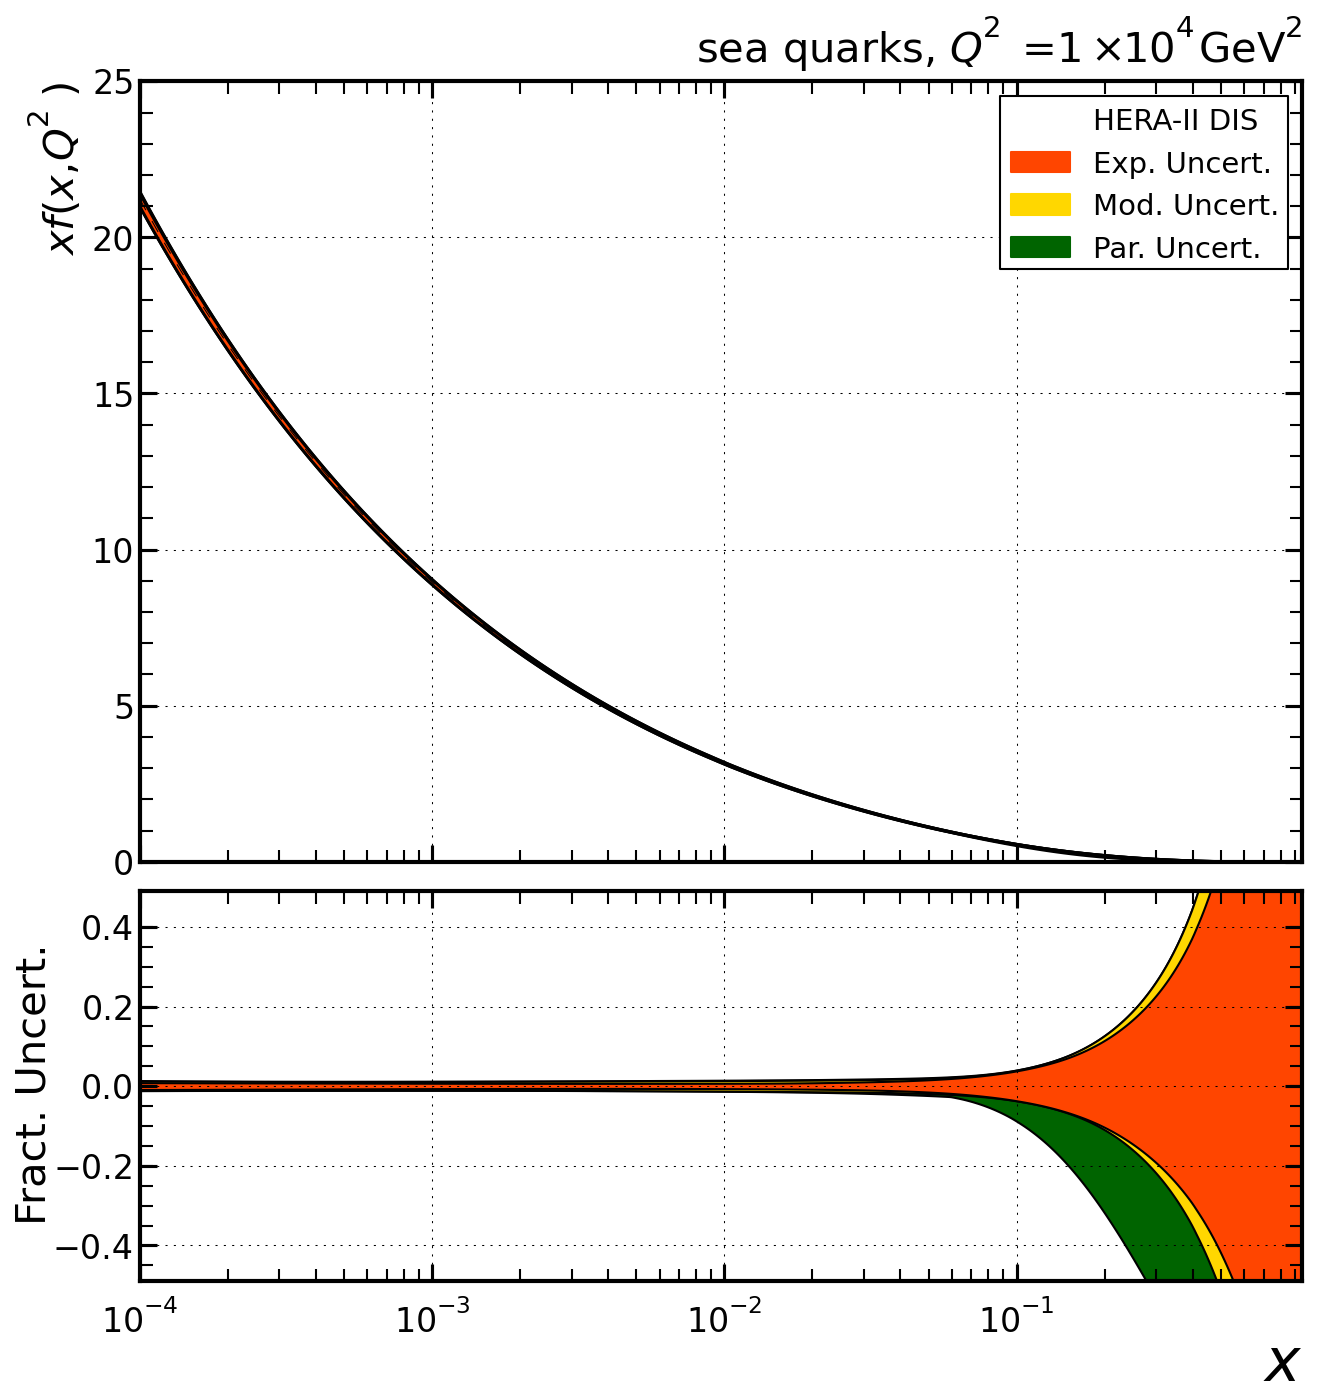 sea quarks, Q² =1 ×10⁴ GeV²
xf(x,Q² )
25
20
15
10
5
0
HERA-II DIS
Exp. Uncert.
Mod. Uncert.
Par. Uncert.
Fract. Uncert.
0.4
0.2
0.0
−0.2
−0.4
10⁻⁴ 10⁻³ 10⁻² 10⁻¹
x